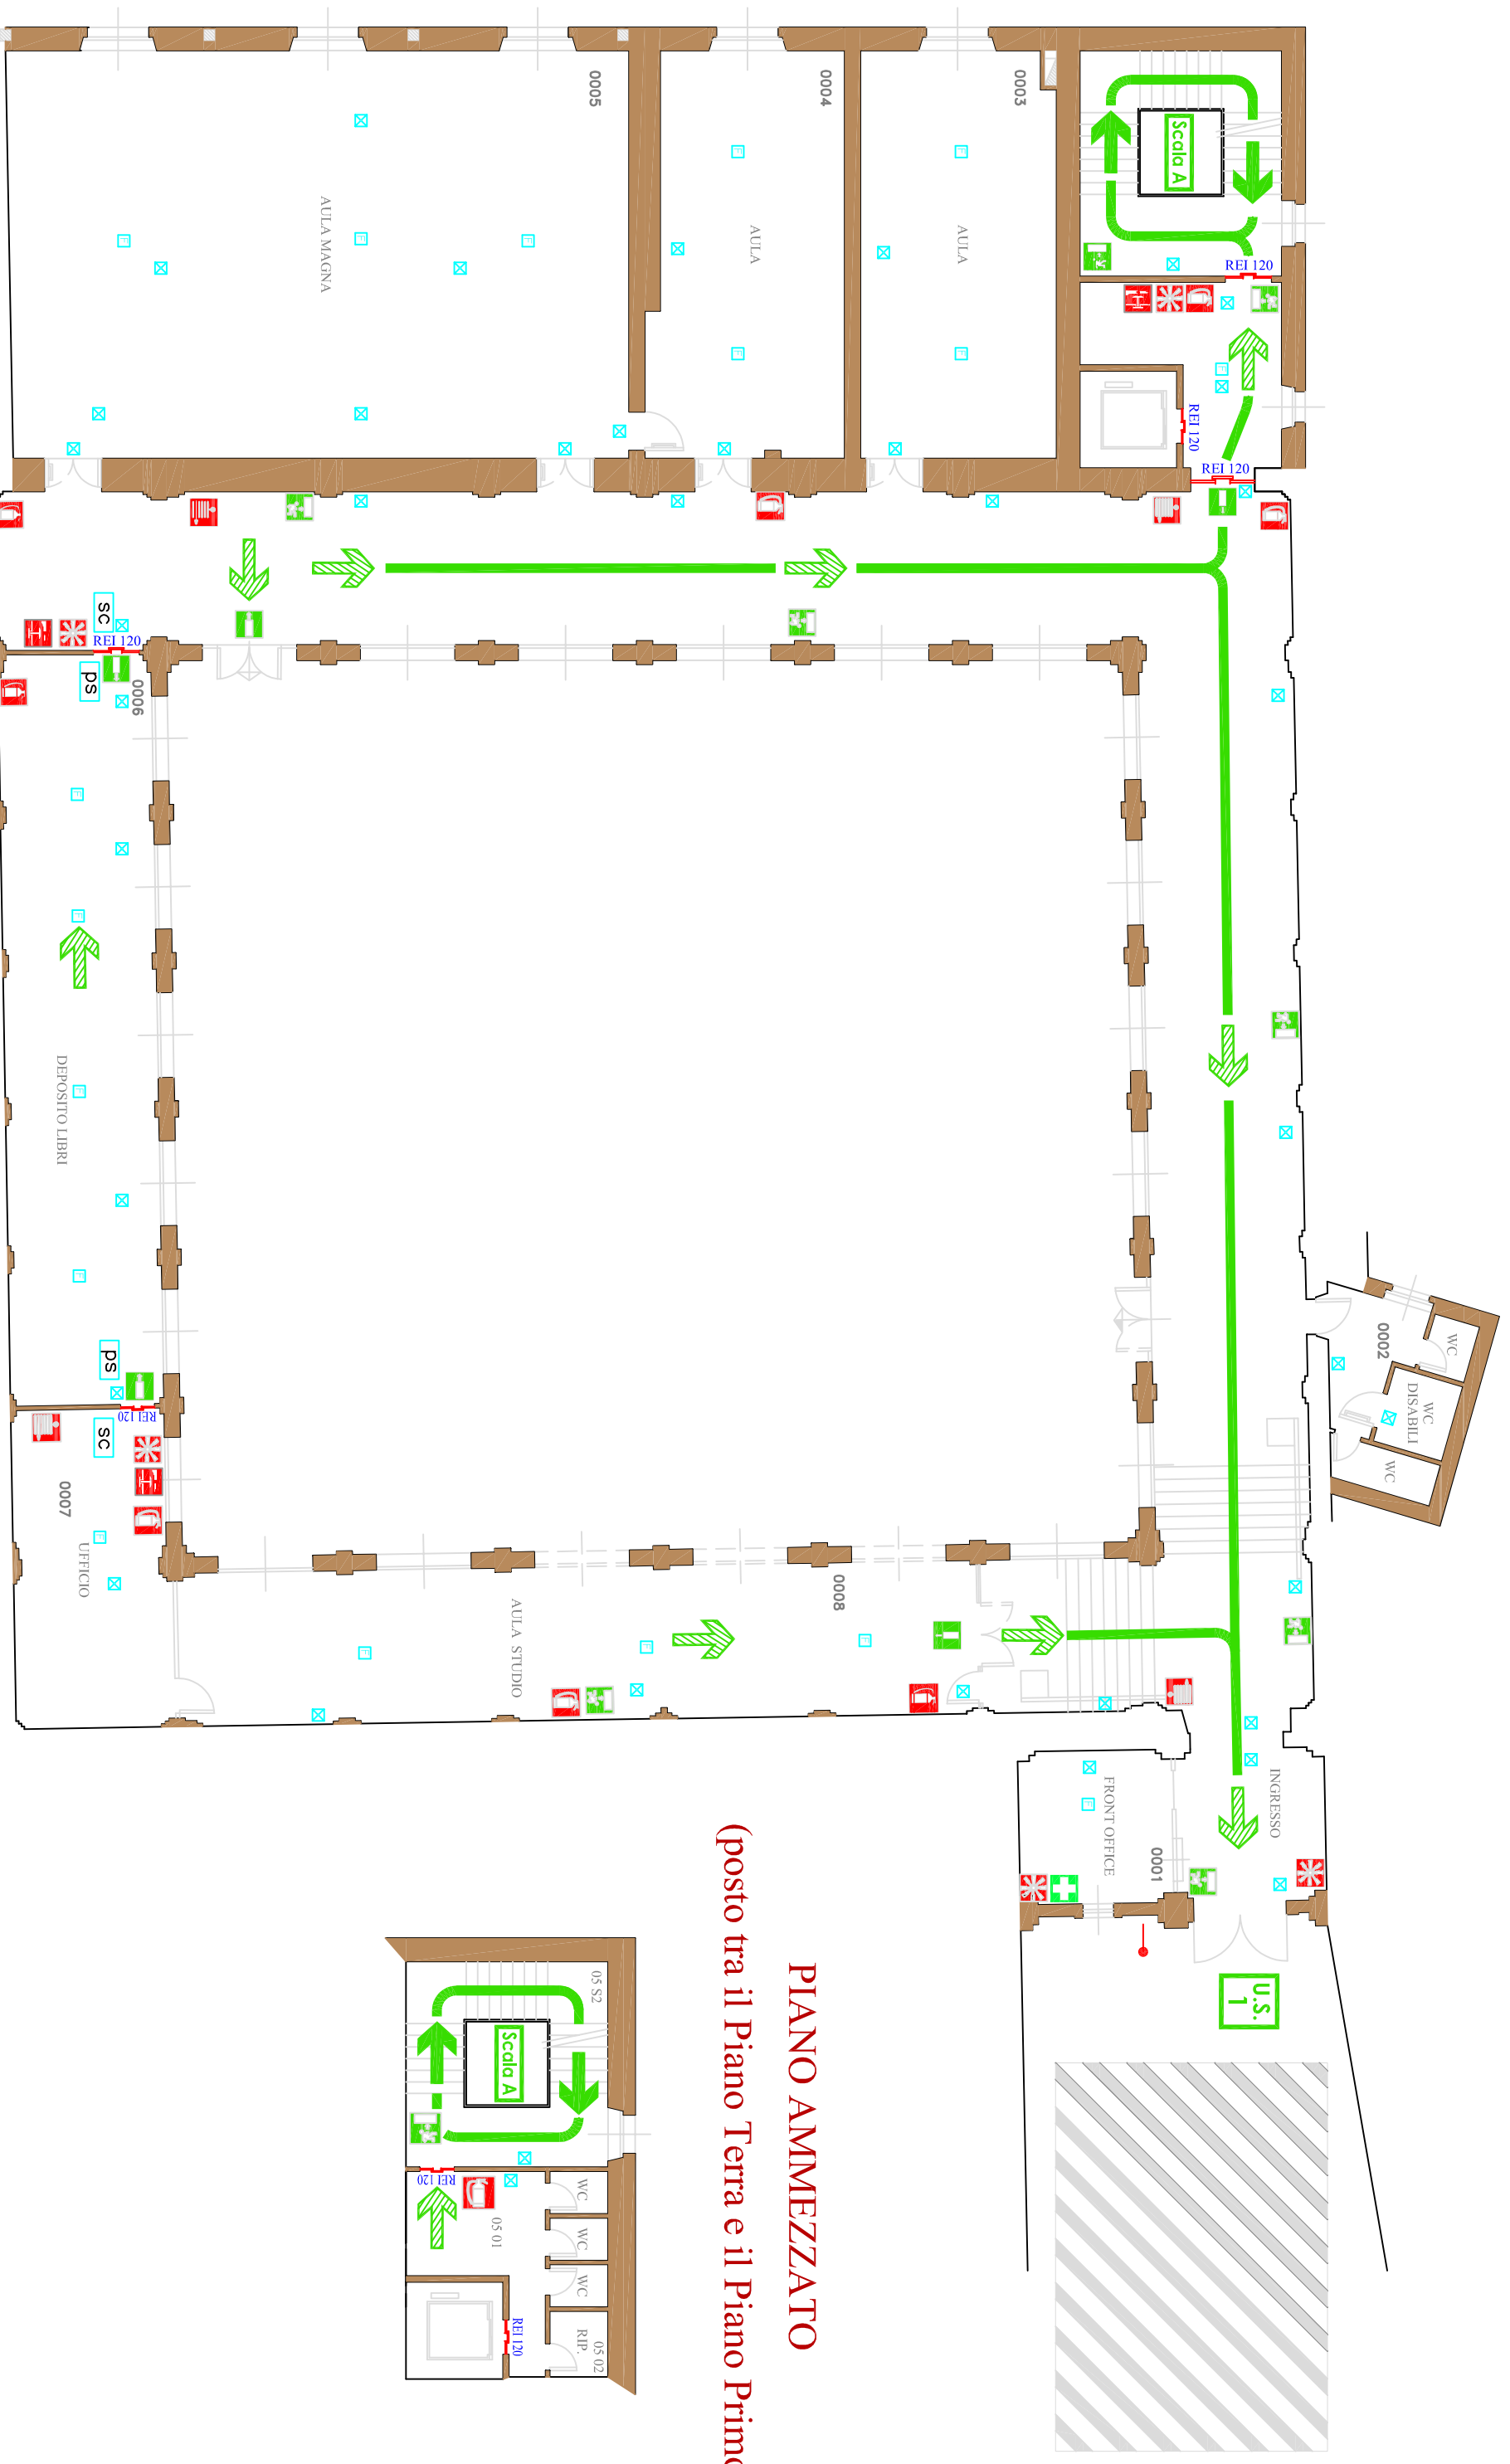 Scala A
REI 120
REI 120
REI 120
0003
AULA
0004
AULA
0005
AULA MAGNA
SC
REI 120
ps
0006
DEPOSITO LIBRI
ps
REI 120
SC
0007
UFFICIO
AULA STUDIO
0008
0002
WC
WC
DISABILI
WC
INGRESSO
FRONT OFFICE
0001
U.S.
1
PIANO AMMEZZATO
(posto tra il Piano Terra e il Piano Primo
05 S2
Scala A
REI 120
05 01
WC
WC
WC
RIP.
05 02
REI 120